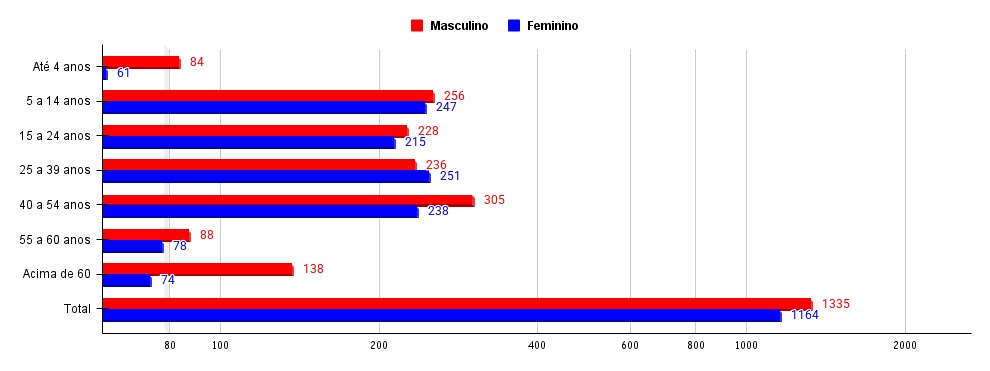 Masculino Feminino
Até 4 anos 84
61
5 a 14 anos 256
247
15 a 24 anos 228
215
25 a 39 anos 236
251
40 a 54 anos 305
238
55 a 60 anos 88
78
Acima de 60 138
74
Total 1335
1164
80 100 200 400 600 800 1000 2000